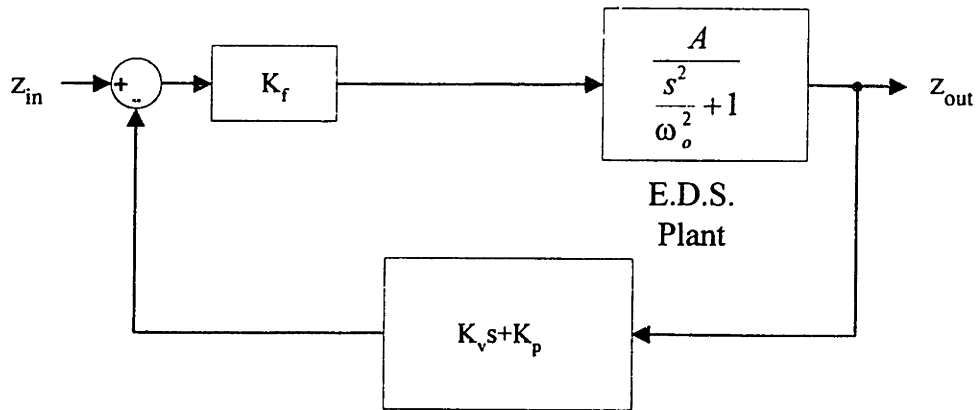 z_in
+
-
K_f
A
s^2
ω_o^2 +1
z_out
E.D.S.
Plant
K_v s+K_p